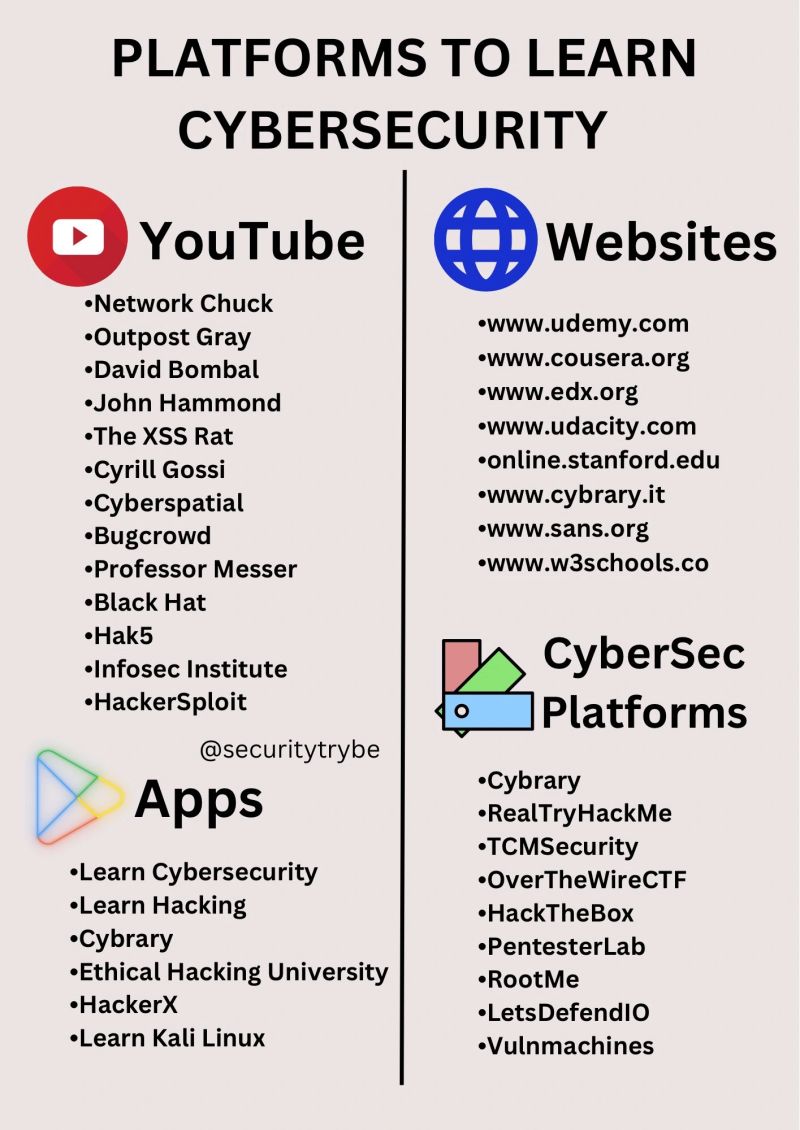 PLATFORMS TO LEARN
CYBERSECURITY
YouTube
•Network Chuck
•Outpost Gray
•David Bombal
•John Hammond
•The XSS Rat
•Cyrill Gossi
•Cyberspatial
•Bugcrowd
•Professor Messer
•Black Hat
•Hak5
•Infosec Institute
•HackerSploit
@securitytrybe
Apps
•Learn Cybersecurity
•Learn Hacking
•Cybrary
•Ethical Hacking University
•HackerX
•Learn Kali Linux
Websites
•www.udemy.com
•www.cousera.org
•www.edx.org
•www.udacity.com
•online.stanford.edu
•www.cybrary.it
•www.sans.org
•www.w3schools.co
CyberSec
Platforms
•Cybrary
•RealTryHackMe
•TCMSecurity
•OverTheWireCTF
•HackTheBox
•PentesterLab
•RootMe
•LetsDefendIO
•Vulnmachines